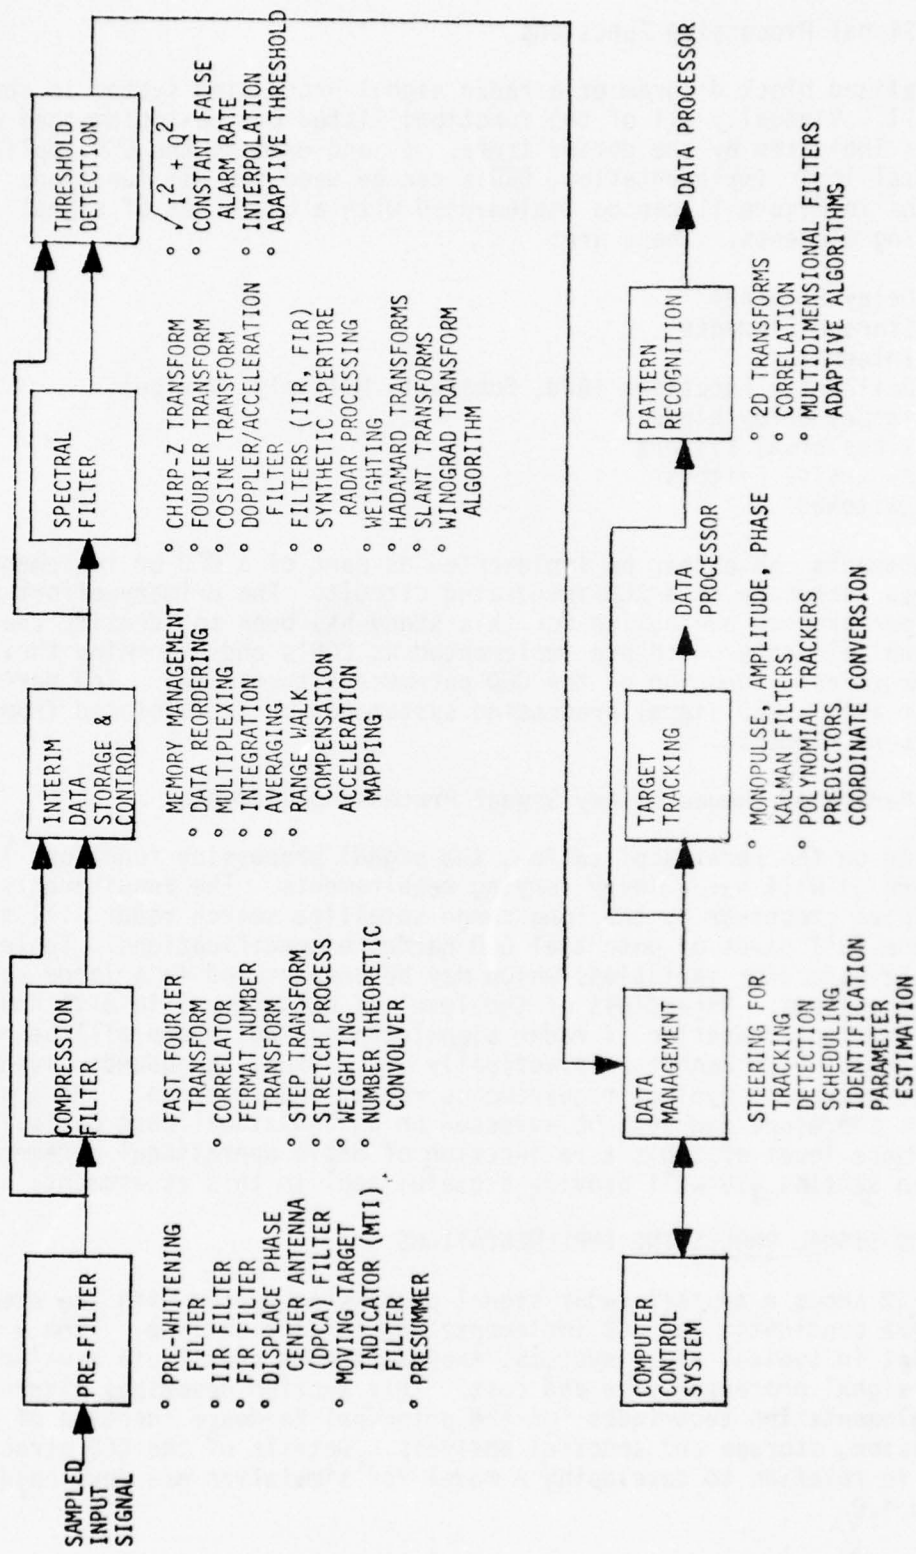 SAMPLED
INPUT
SIGNAL
PRE-FILTER
° PRE-WHITENING
FILTER
° IIR FILTER
° FIR FILTER
° DISPLACE PHASE
CENTER ANTENNA
(DPCA) FILTER
° MOVING TARGET
INDICATOR (MTI)
FILTER
° PRESUMMER
COMPRESSION
FILTER
° FAST FOURIER
TRANSFORM
° CORRELATOR
° FERMAT NUMBER
TRANSFORM
° STEP TRANSFORM
° STRETCH PROCESS
° WEIGHTING
° NUMBER THEORETIC
CONVOLVER
INTERIM
DATA
STORAGE &
CONTROL
° MEMORY MANAGEMENT
° DATA REORDERING
° MULTIPLEXING
° INTEGRATION
° AVERAGING
° RANGE WALK
COMPENSATION
ACCELERATION
MAPPING
SPECTRAL
FILTER
° CHIRP-Z TRANSFORM
° FOURIER TRANSFORM
° COSINE TRANSFORM
° DOPPLER/ACCLERATION
FILTER
° FILTERS (IIR, FIR)
° SYNTHETIC APERTURE
RADAR PROCESSING
° WEIGHTING
° HADAMARD TRANSFORMS
° SLANT TRANSFORMS
° WINOGRAD TRANSFORM
ALGORITHM
THRESHOLD
DETECTION
° √I² + Q²
° CONSTANT FASE
ALARM RATE
° INTERPOLATION
° ADAPTIVE THRESHOLD
COMPUTER
CONTROL
SYSTEM
DATA
MANAGEMENT
STEERING FOR
TRACKING
DETECTION
SCHEDULING
IDENTIFICATION
PARAMETER
ESTIMATION
TARGET
TRACKING
° MONOPULSE, AMPLITUDE, PHASE
KALMAN FILTERS
° POLYNOMIAL TRACKERS
PREDICTORS
COORDINATE CONVERSION
DATA
PROCESSOR
PATTERN
RECOGNITION
° 2D TRANSFORMS
° CORRELATION
° MULTIDIMENSIONAL FILTERS
ADAPTIVE ALGORITHMS
DATA PROCESSOR